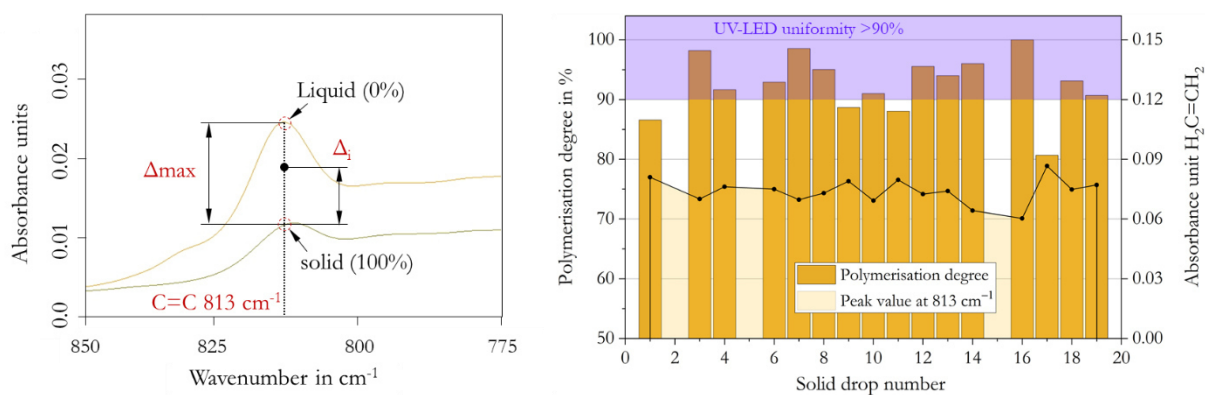 Absorbance units
0.03
0.02
0.01
0.0
Liquid (0%)
Δmax
Δi
solid (100%)
C=C 813 cm⁻¹
850
825
800
775
Wavenumber in cm⁻¹
UV-LED uniformity >90%
Polymerisation degree in %
100
90
80
70
60
50
0.15
0.12
0.09
0.06
0.03
0.00
Absorbance unit H₂C=CH2
Polymerisation degree
Peak value at 813 cm⁻¹
0 2 4 6 8 10 12 14 16 18 20
Solid drop number